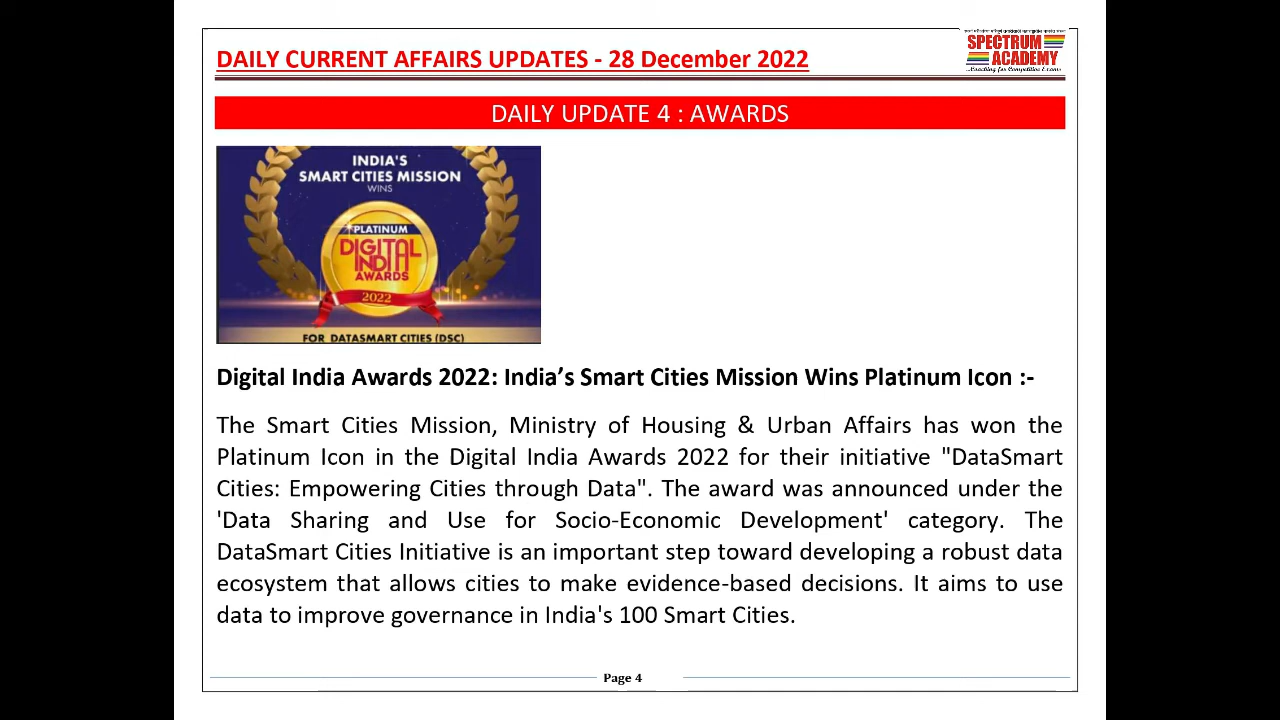 DAILY CURRENT AFFAIRS UPDATES - 28 December 2022
SPECTRUM
ACADEMY
...Coaching for Competitive Exams
DAILY UPDATE 4 : AWARDS
INDIA'S
SMART CITIES MISSION
WINS
PLATINUM
DIGITAL
INDIA
AWARDS
2022
FOR DATASMART CITIES (DSC)
Digital India Awards 2022: India’s Smart Cities Mission Wins Platinum Icon :-
The Smart Cities Mission, Ministry of Housing & Urban Affairs has won the
Platinum Icon in the Digital India Awards 2022 for their initiative "DataSmart
Cities: Empowering Cities through Data". The award was announced under the
'Data Sharing and Use for Socio-Economic Development' category. The
DataSmart Cities Initiative is an important step toward developing a robust data
ecosystem that allows cities to make evidence-based decisions. It aims to use
data to improve governance in India's 100 Smart Cities.
Page 4